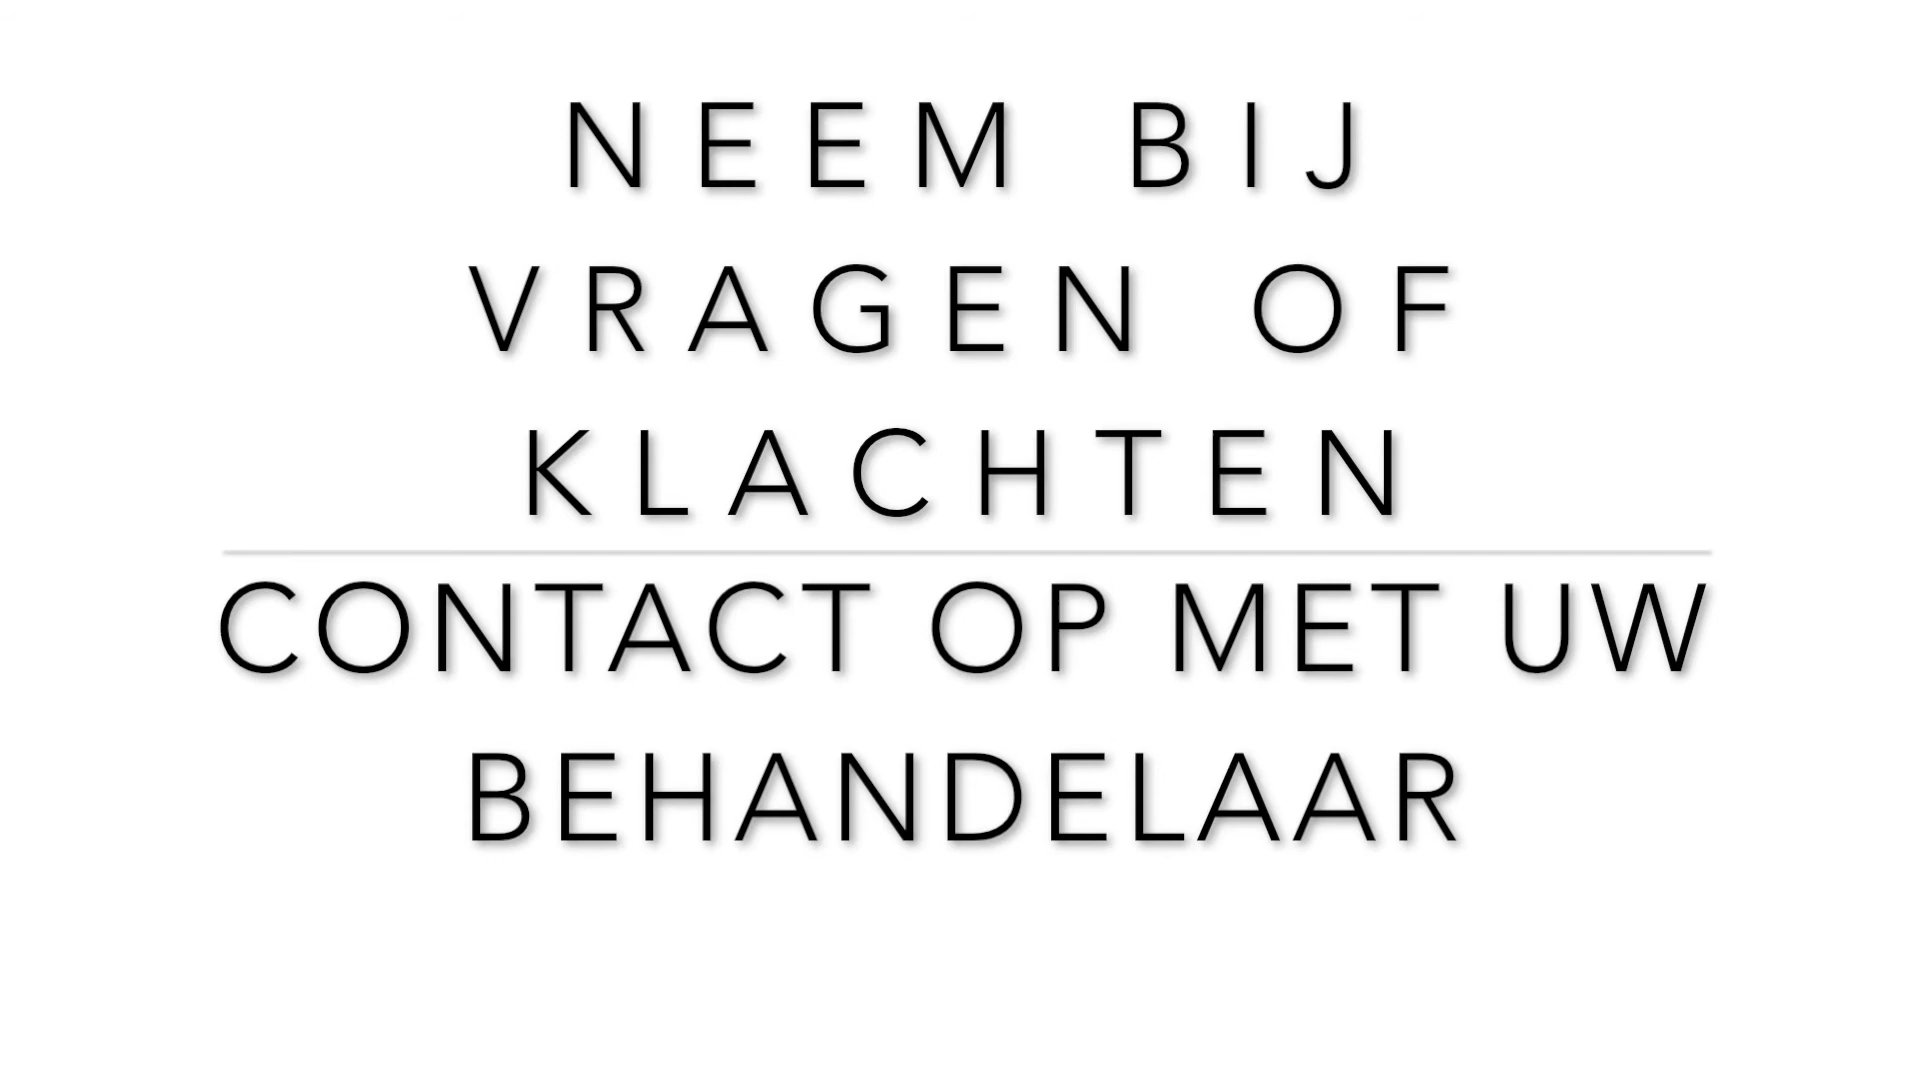 NEEM BIJ
VRAGEN OF
KLACHTEN
CONTACT OP MET UW
BEHANDELAAR